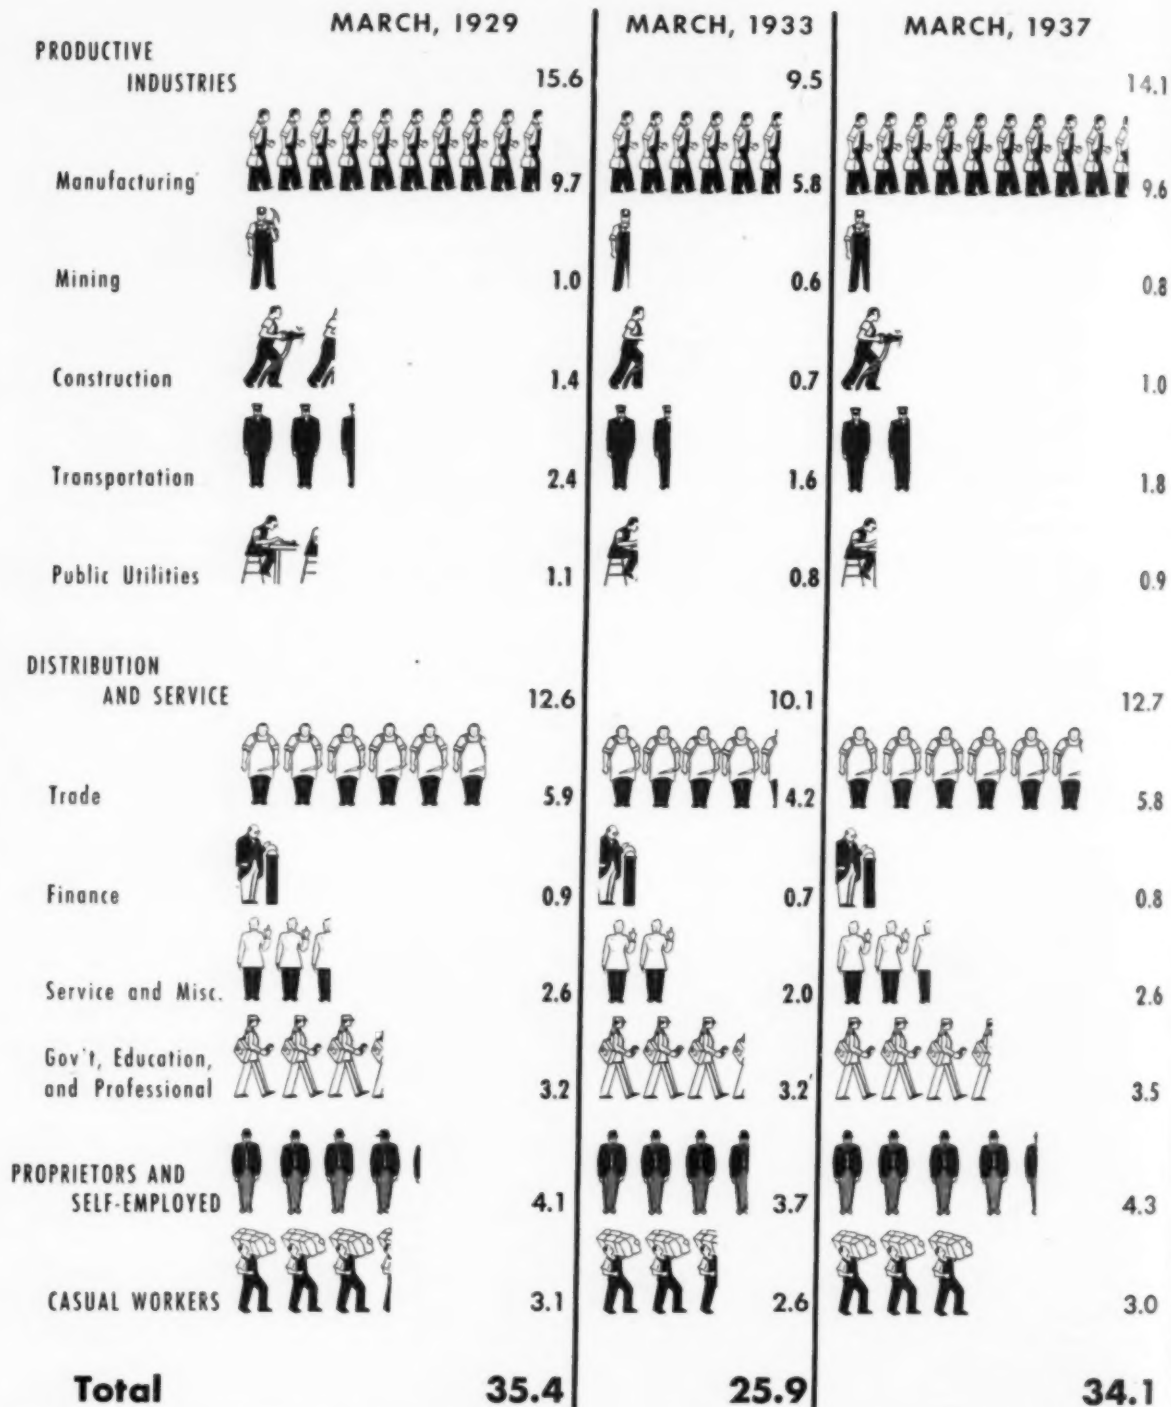 MARCH, 1929 MARCH, 1933 MARCH, 1937
PRODUCTIVE
INDUSTRIES 15.6 9.5 14.1
Manufacturing 9.7 5.8 9.6
Mining 1.0 0.6 0.8
Construction 1.4 0.7 1.0
Transportation 2.4 1.6 1.8
Public Utilities 1.1 0.8 0.9
DISTRIBUTION
AND SERVICE 12.6 10.1 12.7
Trade 5.9 4.2 5.8
Finance 0.9 0.7 0.8
Service and Misc. 2.6 2.0 2.6
Gov't, Education,
and Professional 3.2 3.2 3.5
PROPRIETORS AND
SELF-EMPLOYED 4.1 3.7 4.3
CASUAL WORKERS 3.1 2.6 3.0
Total 35.4 25.9 34.1